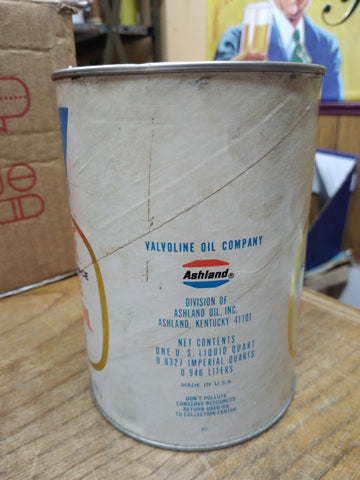 VALVOLINE OIL COMPANY
Ashland®
DIVISION OF
ASHLAND OIL, INC.
ASHLAND, KENTUCKY 41101
NET CONTENTS
ONE U.S. LIQUID QUART
0.8327 IMPERIAL QUARTS
0.946 LITERS
MADE IN U.S.A.
DON'T POLLUTE
CONSERVE RESOURCES
RETURN USED OIL
TO COLLECTION CENTER